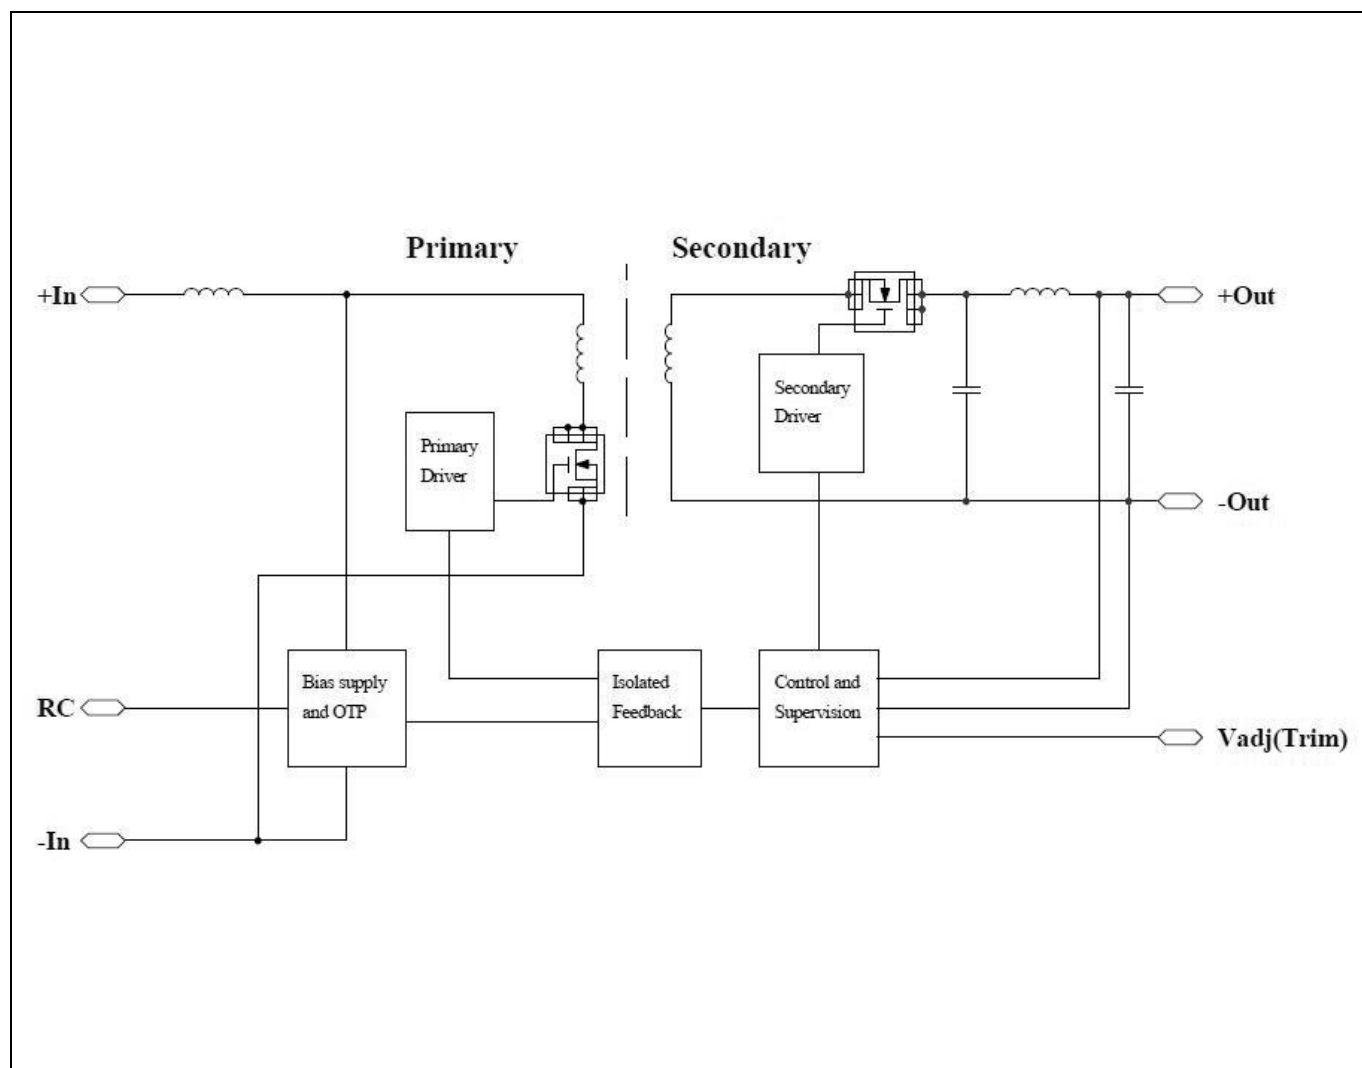 Primary
Secondary
+In
+Out
Secondary
Driver
Primary
Driver
-Out
Bias supply
and OTP
Isolated
Feedback
Control and
Supervision
RC
Vadj(Trim)
-In